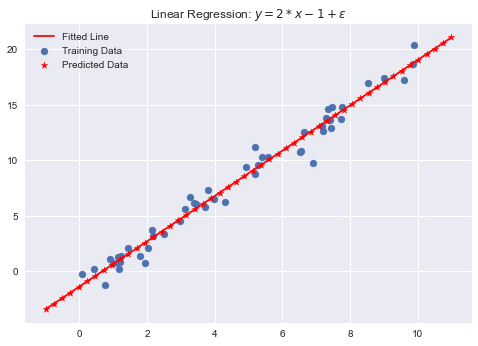 Linear Regression: y = 2 * x − 1 + ε
Fitted Line
Training Data
Predicted Data
20
15
10
5
0
0 2 4 6 8 10